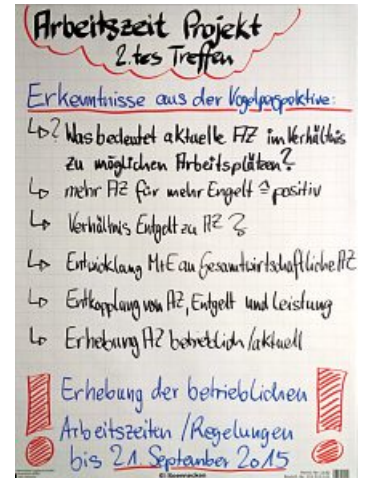 Arbeitszeit Projekt
2.tes Treffen
Erkenntnisse aus der Vogelperspektive:
↳? Was bedeutet aktuelle AZ im Verhältnis
zu möglichen Arbeitsplätzen?
↳ mehr AZ für mehr Engelt ≙ positiv
↳ Verhältnis Entgelt zu AZ ?
↳ Entwicklung M+E an Gesamtwirtschaftliche AZ
↳ Entkopplung von AZ, Entgelt und Leistung
↳ Erhebung AZ betrieblich/aktuell
! Erhebung der betrieblichen !
Arbeitszeiten / Regelungen
bis 21. September 2015
© Soennecken